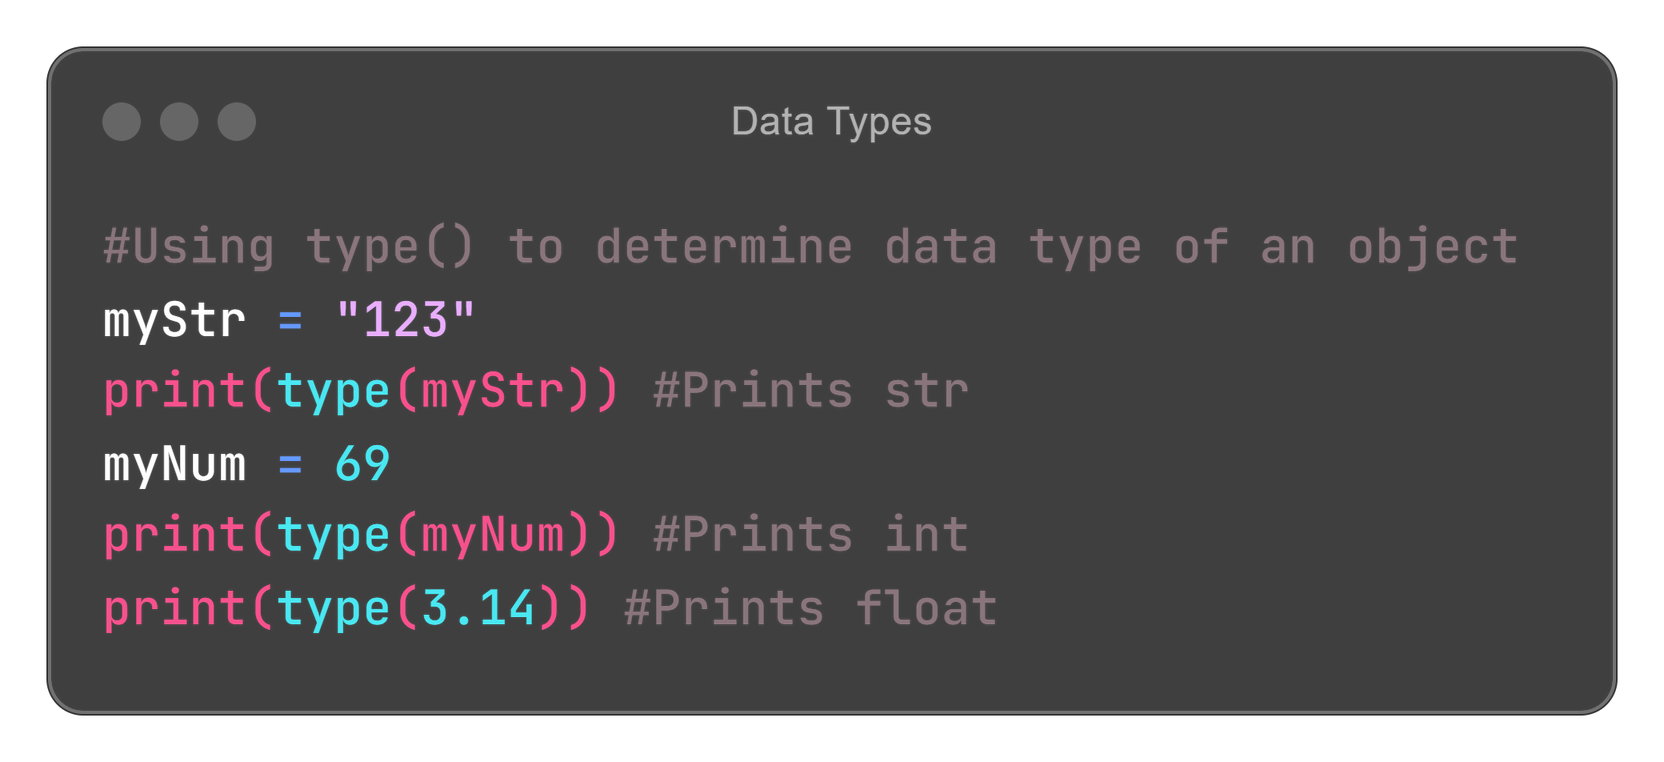 Data Types
#Using type() to determine data type of an object
myStr = "123"
print(type(myStr)) #Prints str
myNum = 69
print(type(myNum)) #Prints int
print(type(3.14)) #Prints float